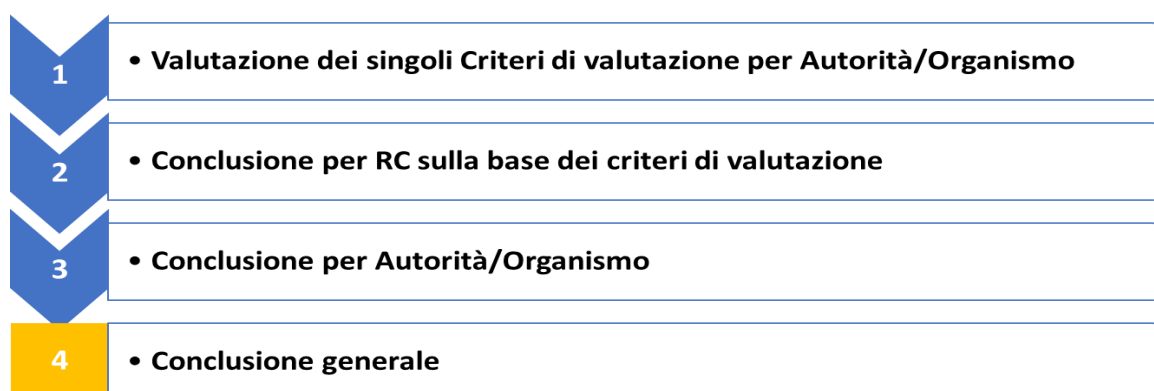 1
• Valutazione dei singoli Criteri di valutazione per Autorità/Organismo
2
• Conclusione per RC sulla base dei criteri di valutazione
3
• Conclusione per Autorità/Organismo
4
• Conclusione generale